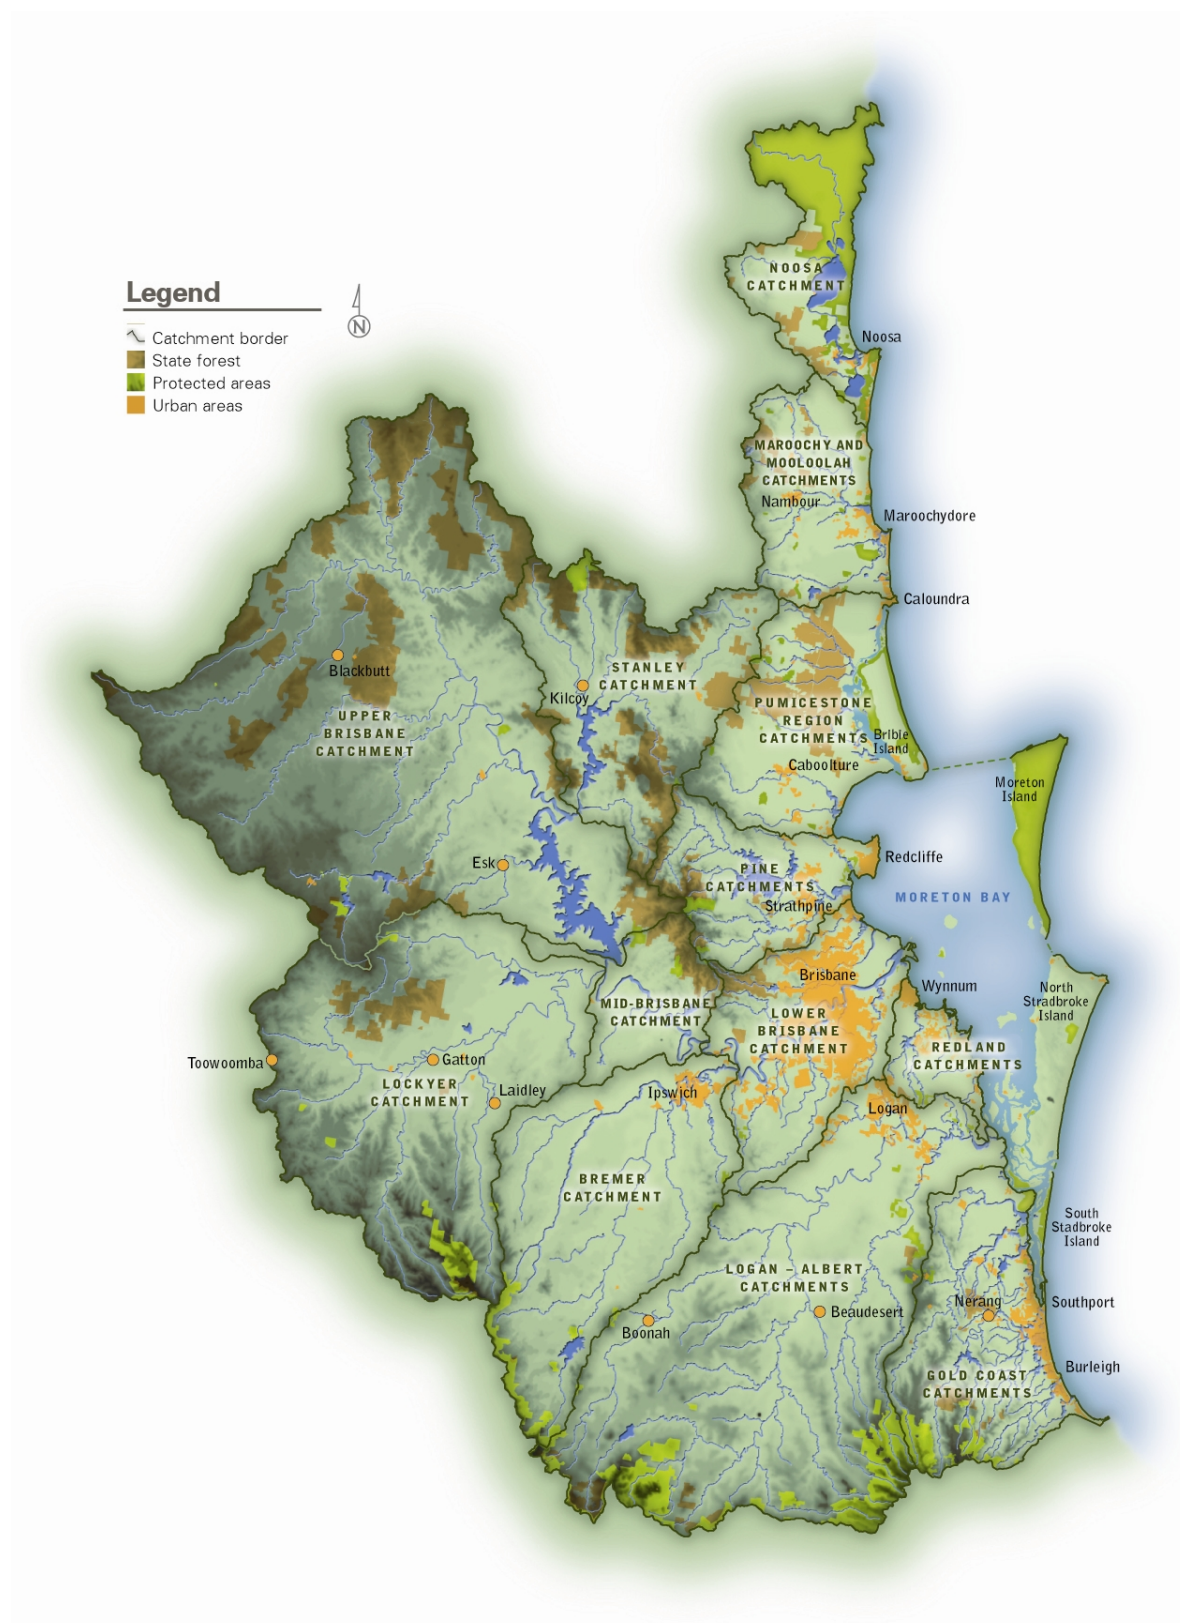 Legend
N
Catchment border
State forest
Protected areas
Urban areas
NOOSA
CATCHMENT
Noosa
MAROOCHY AND
MOOLOOLAH
CATCHMENTS
Nambour
Maroochydore
Caloundra
Blackbutt
STANLEY
CATCHMENT
Kilcoy
UPPER
BRISBANE
CATCHMENT
PUMICESTONE
REGION
CATCHMENTS
Bribie
Island
Caboolture
Moreton
Island
Redcliffe
Esk
PINE
CATCHMENTS
Strathpine
MORETON BAY
Brisbane
Wynnum
North
Stradbroke
Island
MID-BRISBANE
CATCHMENT
LOWER
BRISBANE
CATCHMENT
REDLAND
CATCHMENTS
Toowoomba
Gatton
LOCKYER
CATCHMENT
Laidley
Ipswich
Logan
BREMER
CATCHMENT
South
Stadbroke
Island
LOGAN – ALBERT
CATCHMENTS
Nerang
Southport
Beaudesert
Boonah
Burleigh
GOLD COAST
CATCHMENTS